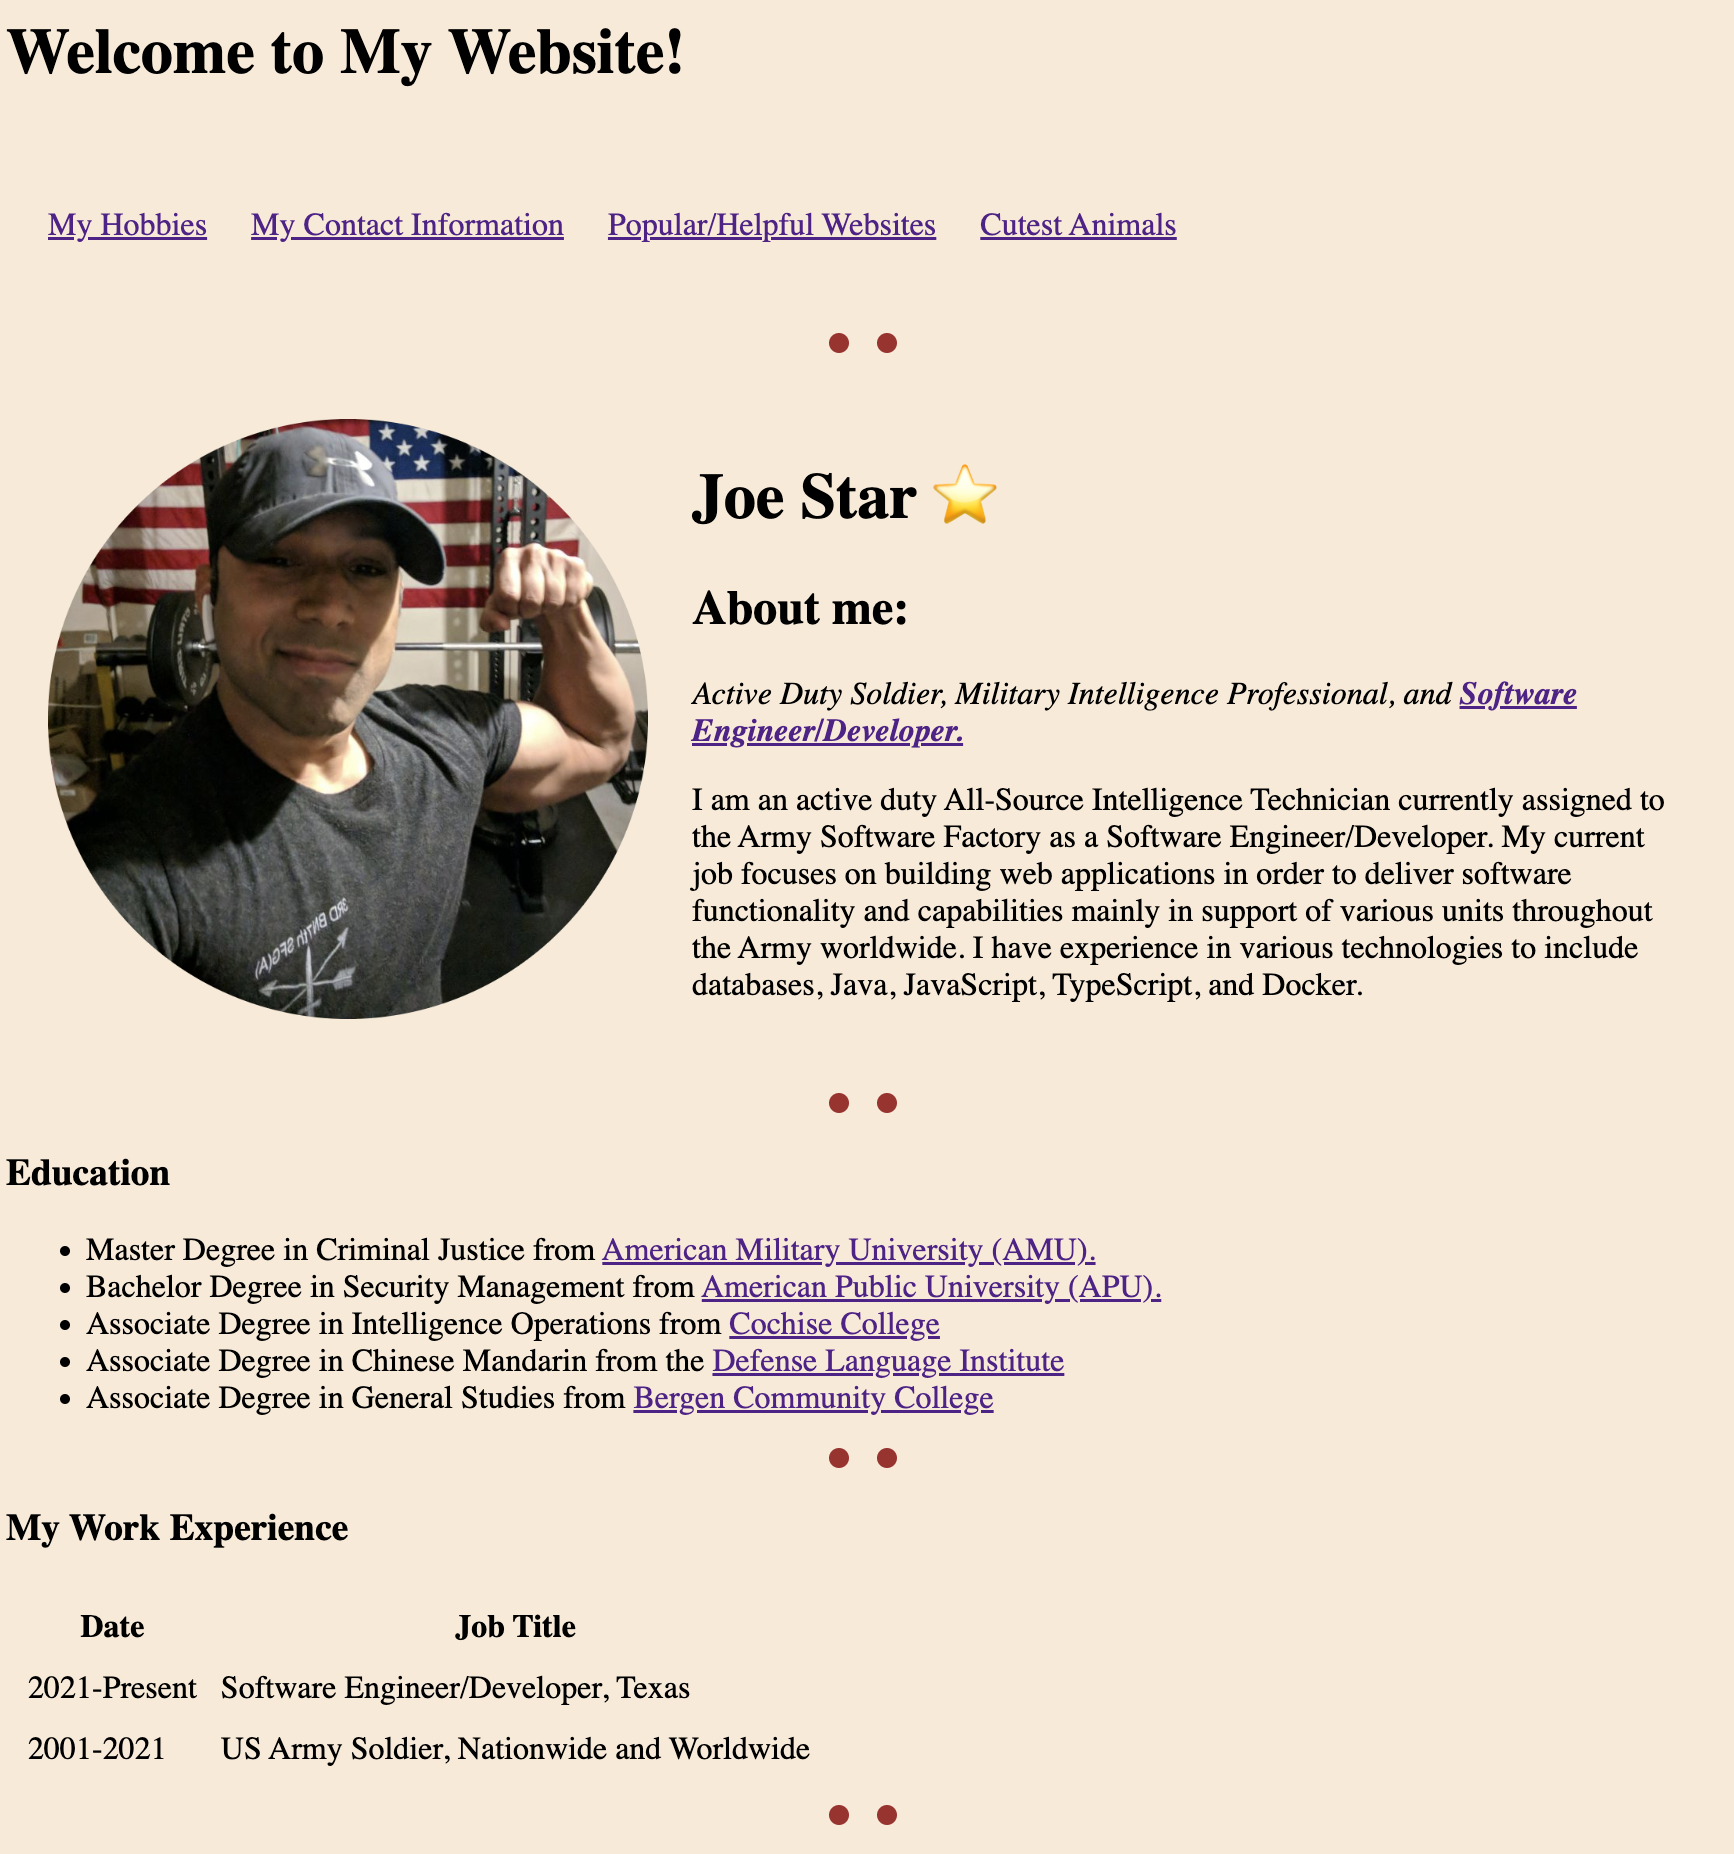 Welcome to My Website!
My Hobbies My Contact Information Popular/Helpful Websites Cutest Animals
Joe Star ⭐
About me:
Active Duty Soldier, Military Intelligence Professional, and Software
Engineer/Developer.
I am an active duty All-Source Intelligence Technician currently assigned to
the Army Software Factory as a Software Engineer/Developer. My current
job focuses on building web applications in order to deliver software
functionality and capabilities mainly in support of various units throughout
the Army worldwide. I have experience in various technologies to include
databases, Java, JavaScript, TypeScript, and Docker.
3RD BN 7th SFG(A)
Education
Master Degree in Criminal Justice from American Military University (AMU).
Bachelor Degree in Security Management from American Public University (APU).
Associate Degree in Intelligence Operations from Cochise College
Associate Degree in Chinese Mandarin from the Defense Language Institute
Associate Degree in General Studies from Bergen Community College
My Work Experience
Date Job Title
2021-Present Software Engineer/Developer, Texas
2001-2021 US Army Soldier, Nationwide and Worldwide